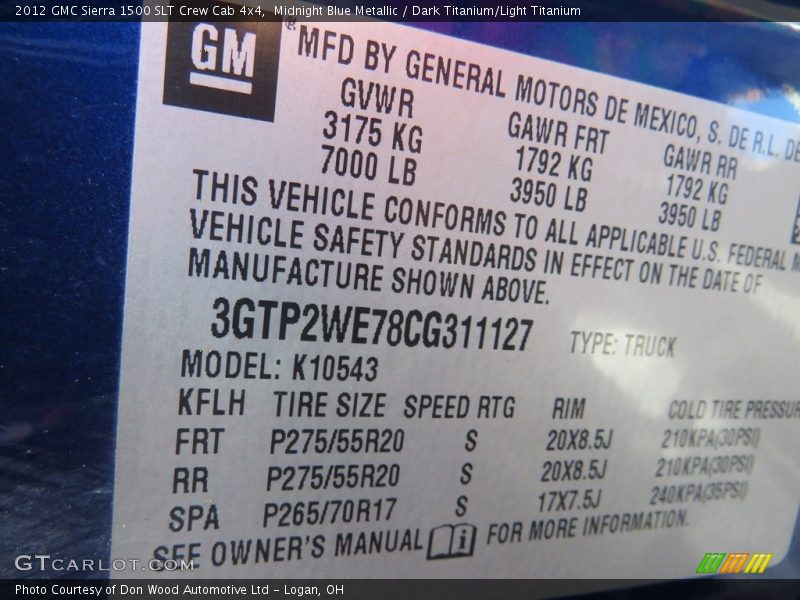 2012 GMC Sierra 1500 SLT Crew Cab 4x4,  Midnight Blue Metallic / Dark Titanium/Light Titanium
GM
MFD BY GENERAL MOTORS DE MEXICO, S. DE R.L. DE
GVWR GAWR FRT GAWR RR
3175 KG 1792 KG 1792 KG
7000 LB 3950 LB 3950 LB
THIS VEHICLE CONFORMS TO ALL APPLICABLE U.S. FEDERAL M
VEHICLE SAFETY STANDARDS IN EFFECT ON THE DATE OF
MANUFACTURE SHOWN ABOVE.
3GTP2WE78CG311127 TYPE: TRUCK
MODEL: K10543
KFLH TIRE SIZE SPEED RTG RIM COLD TIRE PRESSUR
FRT P275/55R20 S 20X8.5J 210KPA(30PSI)
RR P275/55R20 S 20X8.5J 210KPA(30PSI)
SPA P265/70R17 S 17X7.5J 240KPA(35PSI)
SEE OWNER'S MANUAL i FOR MORE INFORMATION.
GTCARLOT.COM
Photo Courtesy of Don Wood Automotive Ltd - Logan, OH